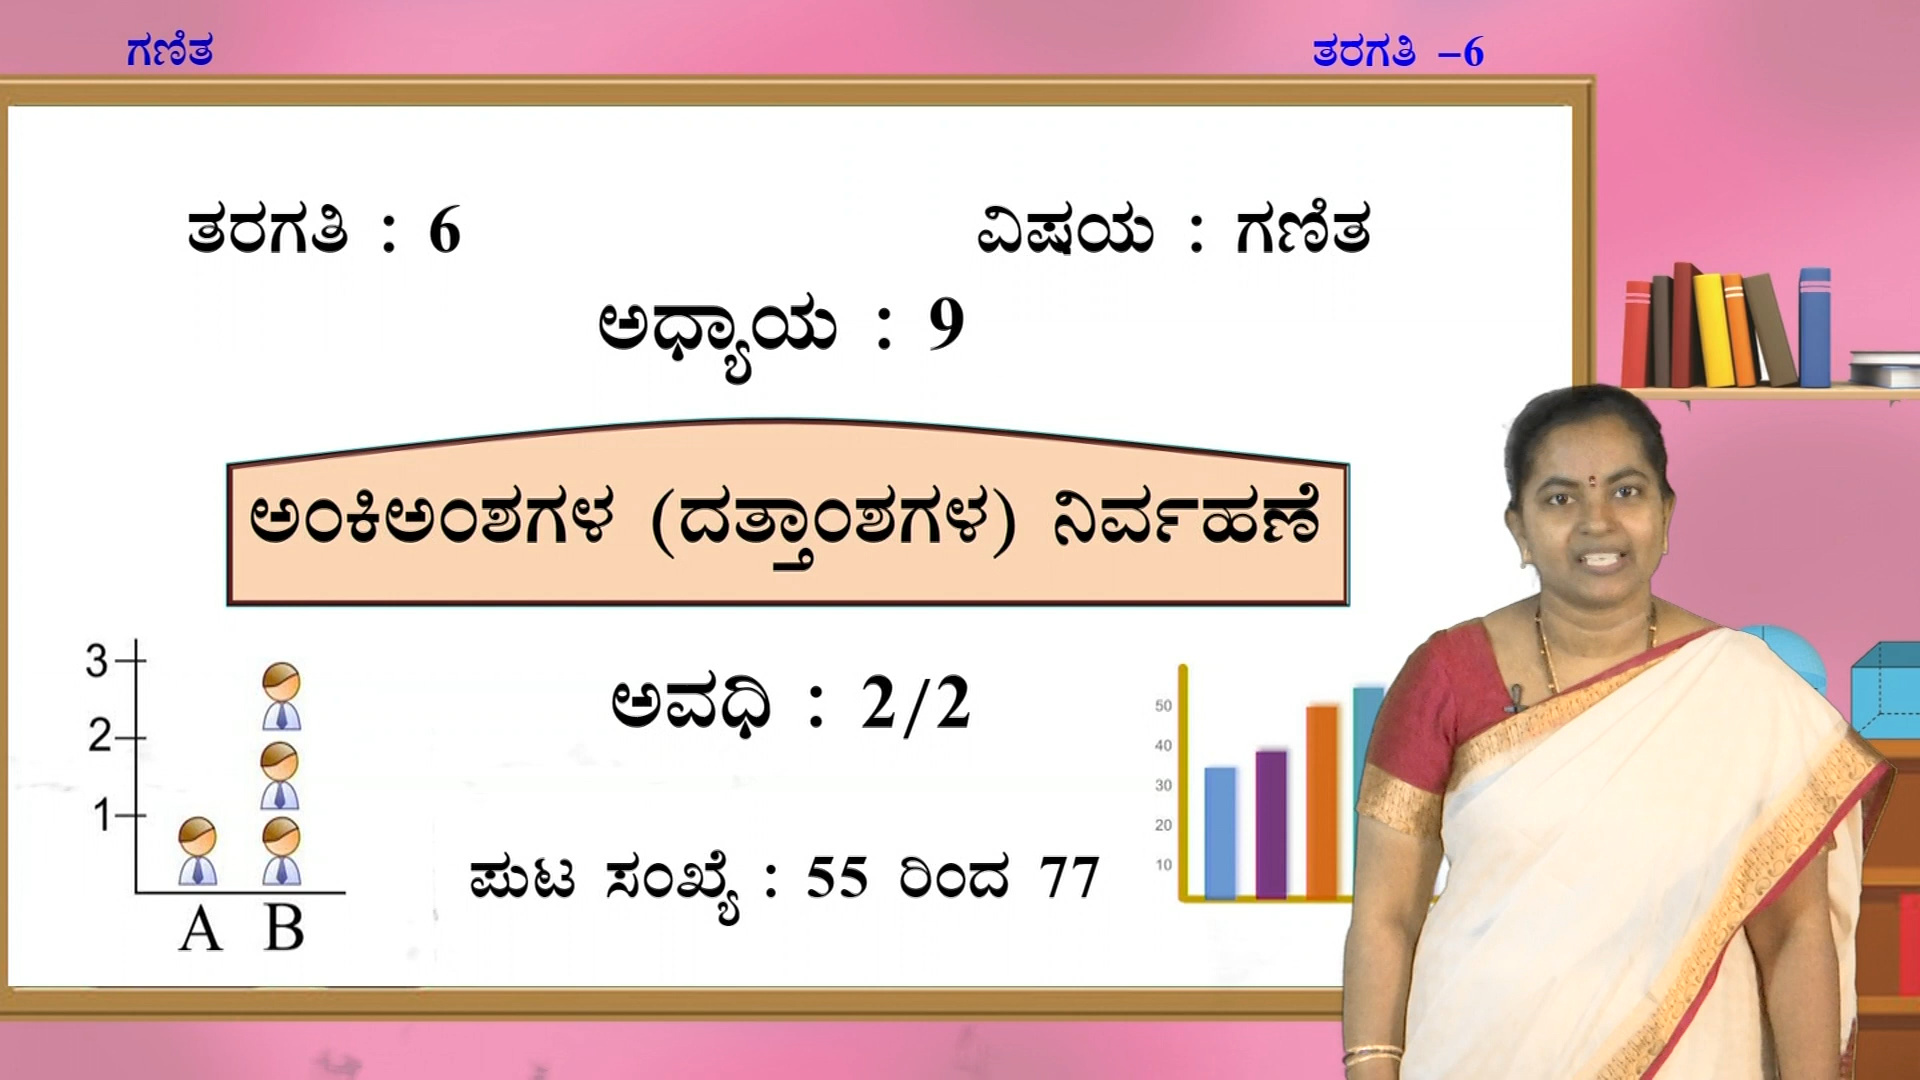 ಗಣಿತ
ತರಗತಿ –6
ತರಗತಿ : 6
ವಿಷಯ : ಗಣಿತ
ಅಧ್ಯಾಯ : 9
ಅಂಕಿಅಂಶಗಳ (ದತ್ತಾಂಶಗಳ) ನಿರ್ವಹಣೆ
ಅವಧಿ : 2/2
ಪುಟ ಸಂಖ್ಯೆ : 55 ರಿಂದ 77
3
2
1
A B
50
40
30
20
10